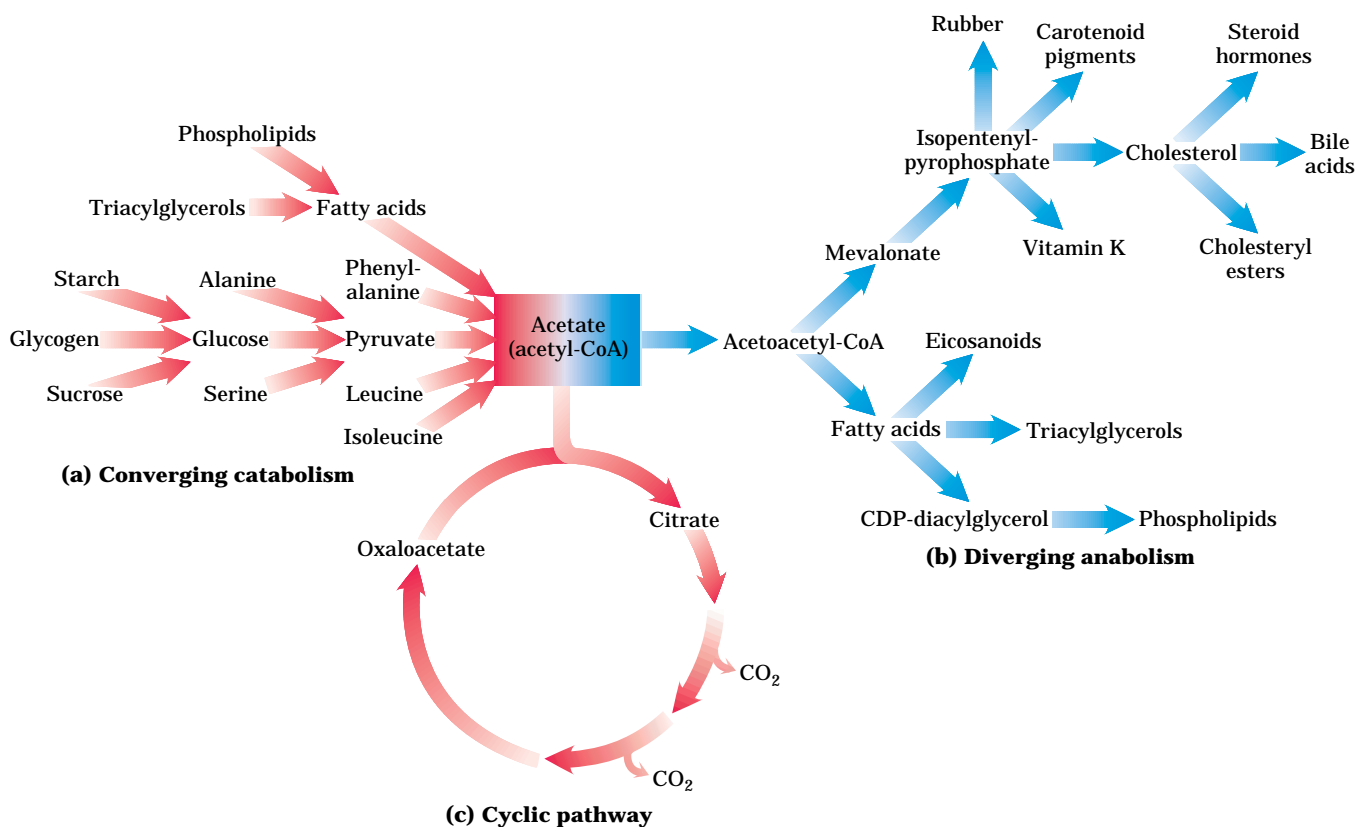 Rubber
Carotenoid
pigments
Steroid
hormones
Phospholipids
Isopentenyl-
pyrophosphate
Cholesterol
Bile
acids
Triacylglycerols
Fatty acids
Mevalonate
Vitamin K
Cholesteryl
esters
Starch
Alanine
Phenyl-
alanine
Glycogen
Glucose
Pyruvate
Acetate
(acetyl-CoA)
Acetoacetyl-CoA
Eicosanoids
Sucrose
Serine
Leucine
Isoleucine
Fatty acids
Triacylglycerols
(a) Converging catabolism
CDP-diacylglycerol
Phospholipids
(b) Diverging anabolism
Oxaloacetate
Citrate
CO2
CO2
(c) Cyclic pathway